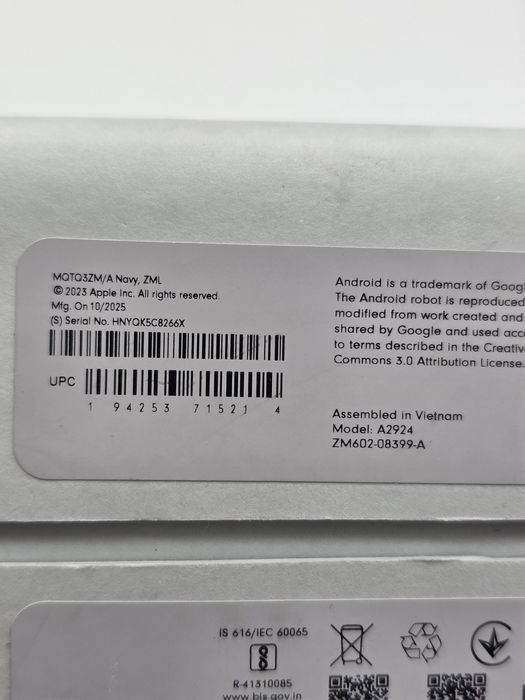 MQTQ3ZM/A Navy, ZML
© 2023 Apple Inc. All rights reserved.
Mfg. On 10/2025
(S) Serial No. HNYQK5C8266X
UPC
1 94253 71521 4
Android is a trademark of Goog
The Android robot is reproduced
modified from work created and
shared by Google and used acc
to terms described in the Creativ
Commons 3.0 Attribution License.
Assembled in Vietnam
Model: A2924
ZM602-08399-A
IS 616/IEC 60065
R-41310085
www.bis.gov.in